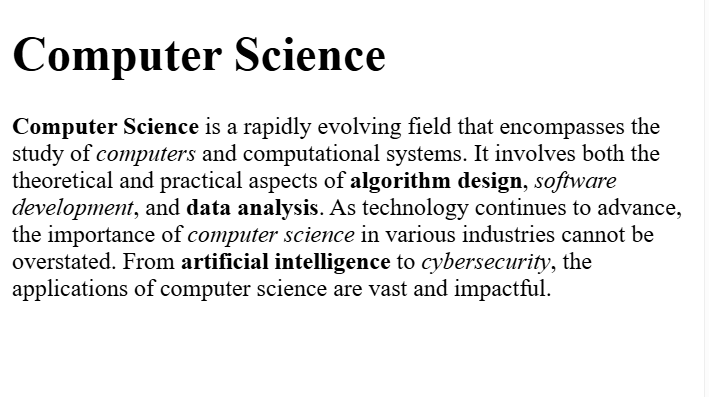 Computer Science
Computer Science is a rapidly evolving field that encompasses the
study of computers and computational systems. It involves both the
theoretical and practical aspects of algorithm design, software
development, and data analysis. As technology continues to advance,
the importance of computer science in various industries cannot be
overstated. From artificial intelligence to cybersecurity, the
applications of computer science are vast and impactful.